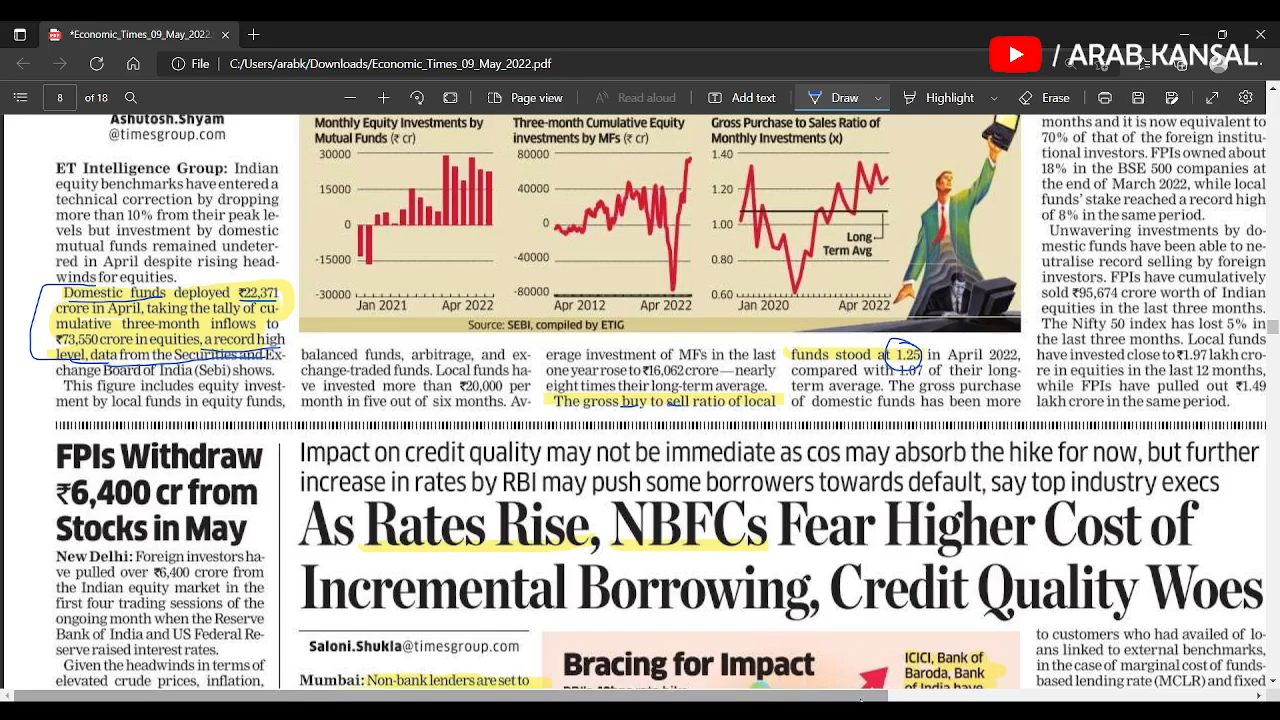 *Economic_Times_09_May_2022.
/ ARAB KANSAL
File C:/Users/arabk/Downloads/Economic_Times_09_May_2022.pdf
8 of 18 Page view Read aloud Add text Draw Highlight Erase
Ashutosh.Shyam
@timesgroup.com
ET Intelligence Group: Indian
equity benchmarks have entered a
technical correction by dropping
more than 10% from their peak le-
vels but investment by domestic
mutual funds remained undeter-
red in April despite rising head-
winds for equities.
Domestic funds deployed ₹22,371
crore in April, taking the tally of cu-
mulative three-month inflows to
₹73,550 crore in equities, a record high
level, data from the Securities and Ex-
change Board of India (Sebi) shows.
This figure includes equity invest-
ment by local funds in equity funds,
Monthly Equity Investments by
Mutual Funds (₹ cr)
30000
15000
0
-15000
-30000
Jan 2021 Apr 2022
Three-month Cumulative Equity
investments by MFs (₹ cr)
80000
40000
0
-40000
-80000
Apr 2012 Apr 2022
Gross Purchase to Sales Ratio of
Monthly Investments (x)
1.40
1.20
1.00
0.80
0.60
Long
Term Avg
Jan 2020 Apr 2022
Source: SEBI, compiled by ETIG
balanced funds, arbitrage, and ex-
change-traded funds. Local funds ha-
ve invested more than ₹20,000 per
month in five out of six months. Av-
erage investment of MFs in the last
one year rose to ₹16,062 crore—nearly
eight times their long-term average.
The gross buy to sell ratio of local
funds stood at 1.25 in April 2022,
compared with 1.07 of their long-
term average. The gross purchase
of domestic funds has been more
months and it is now equivalent to
70% of that of the foreign institu-
tional investors. FPIs owned about
18% in the BSE 500 companies at
the end of March 2022, while local
funds' stake reached a record high
of 8% in the same period.
Unwavering investments by do-
mestic funds have been able to ne-
utralise record selling by foreign
investors. FPIs have cumulatively
sold ₹95,674 crore worth of Indian
equities in the last three months.
The Nifty 50 index has lost 5% in
the last three months. Local funds
have invested close to ₹1.97 lakh cro-
re in equities in the last 12 months,
while FPIs have pulled out ₹1.49
lakh crore in the same period.
FPIs Withdraw
₹6,400 cr from
Stocks in May
New Delhi: Foreign investors ha-
ve pulled over ₹6,400 crore from
the Indian equity market in the
first four trading sessions of the
ongoing month when the Reserve
Bank of India and US Federal Re-
serve raised interest rates.
Given the headwinds in terms of
elevated crude prices, inflation,
Impact on credit quality may not be immediate as cos may absorb the hike for now, but further
increase in rates by RBI may push some borrowers towards default, say top industry execs
As Rates Rise, NBFCs Fear Higher Cost of
Incremental Borrowing, Credit Quality Woes
Saloni.Shukla@timesgroup.com
Mumbai: Non-bank lenders are set to
Bracing for Impact
ICICI, Bank of
Baroda, Bank
of India have
to customers who had availed of lo-
ans linked to external benchmarks,
in the case of marginal cost of funds-
based lending rate (MCLR) and fixed